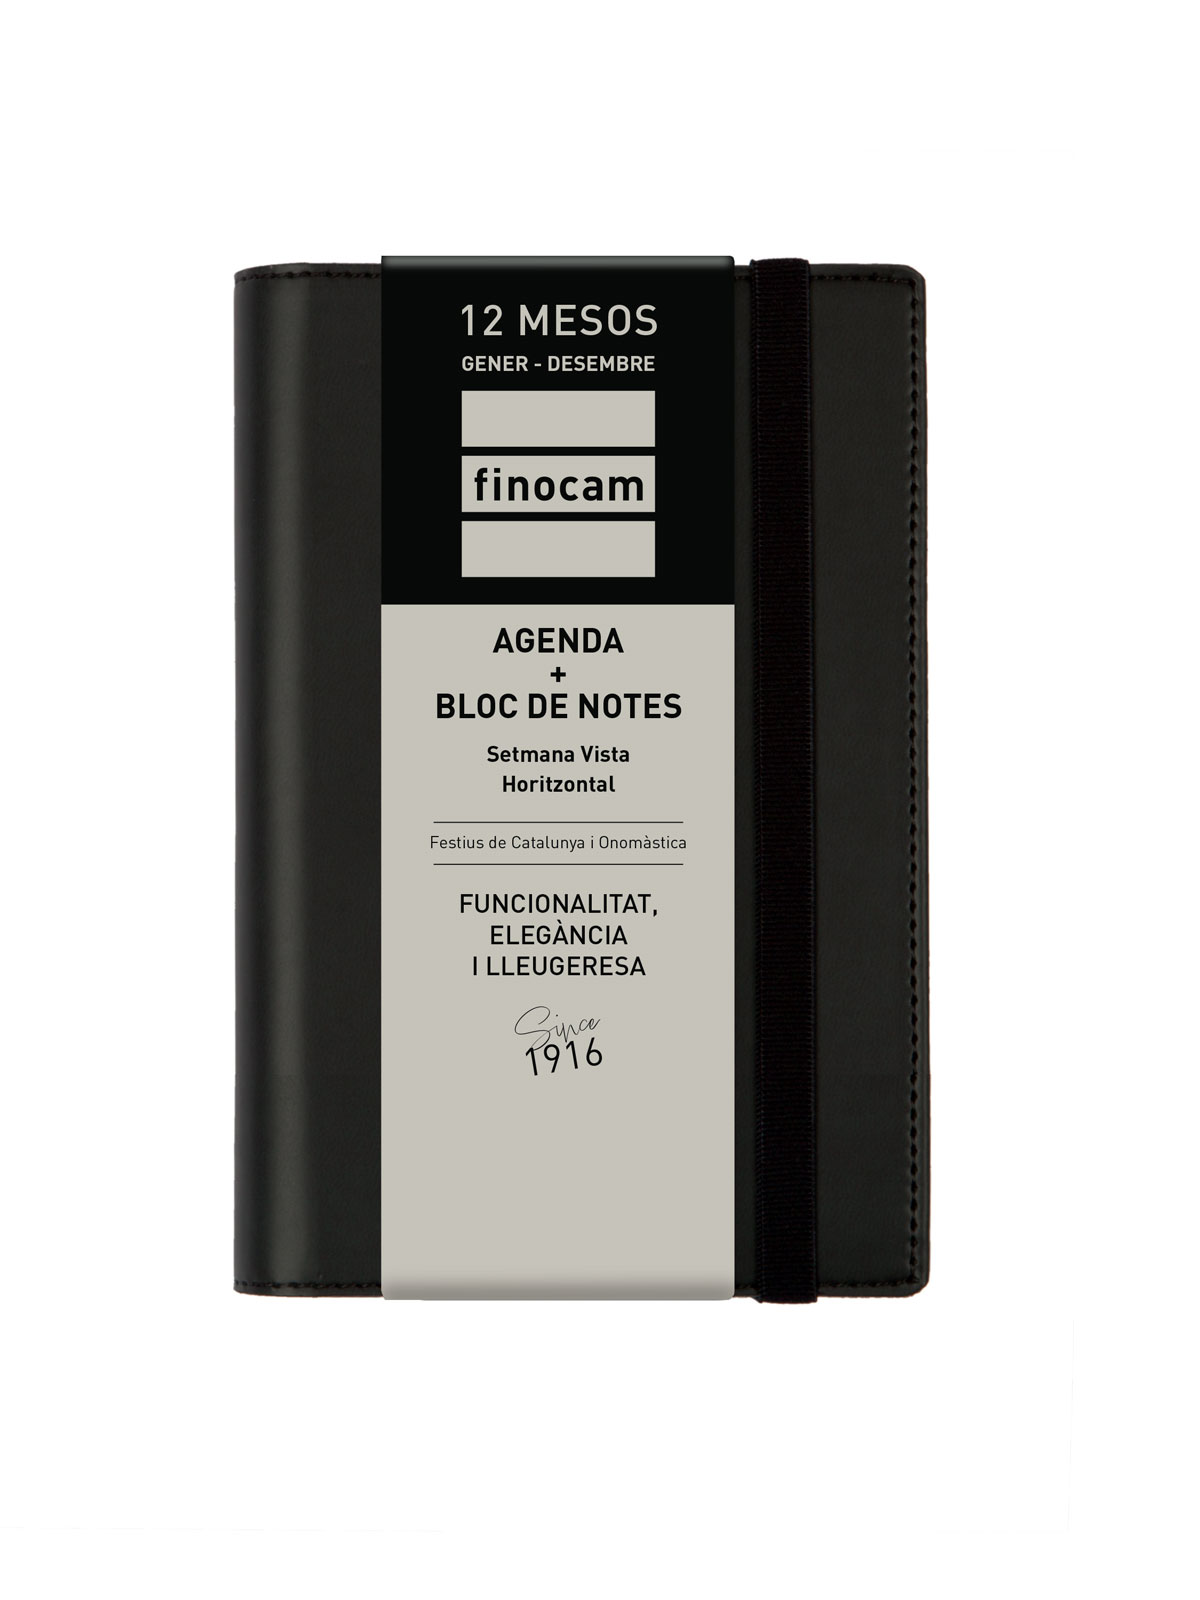 12 MESOS
GENER - DESEMBRE
finocam
AGENDA
+
BLOC DE NOTES
Setmana Vista
Horitzontal
Festius de Catalunya i Onomàstica
FUNCIONALITAT,
ELEGÀNCIA
I LLEUGERESA
Since
1916